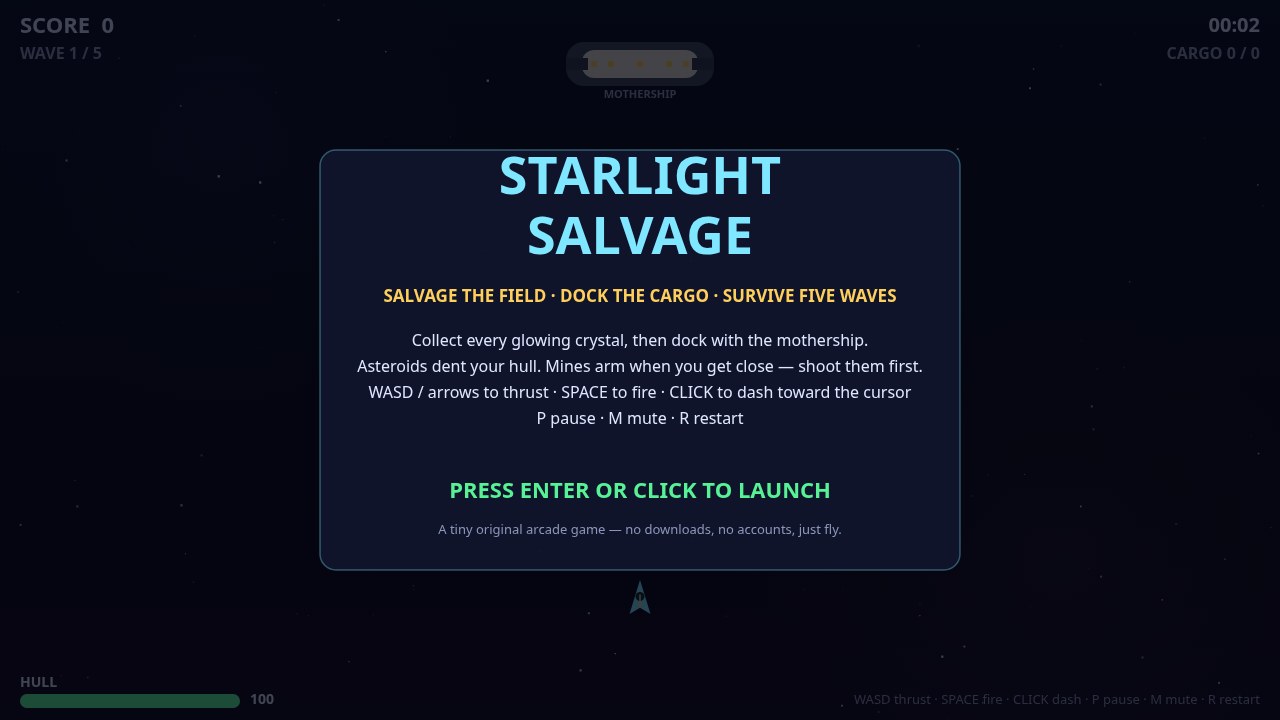 SCORE 0
00:02
WAVE 1 / 5
CARGO 0 / 0
MOTHERSHIP
STARLIGHT
SALVAGE
SALVAGE THE FIELD · DOCK THE CARGO · SURVIVE FIVE WAVES
Collect every glowing crystal, then dock with the mothership.
Asteroids dent your hull. Mines arm when you get close — shoot them first.
WASD / arrows to thrust · SPACE to fire · CLICK to dash toward the cursor
P pause · M mute · R restart
PRESS ENTER OR CLICK TO LAUNCH
A tiny original arcade game — no downloads, no accounts, just fly.
HULL
100
WASD thrust · SPACE fire · CLICK dash · P pause · M mute · R restart